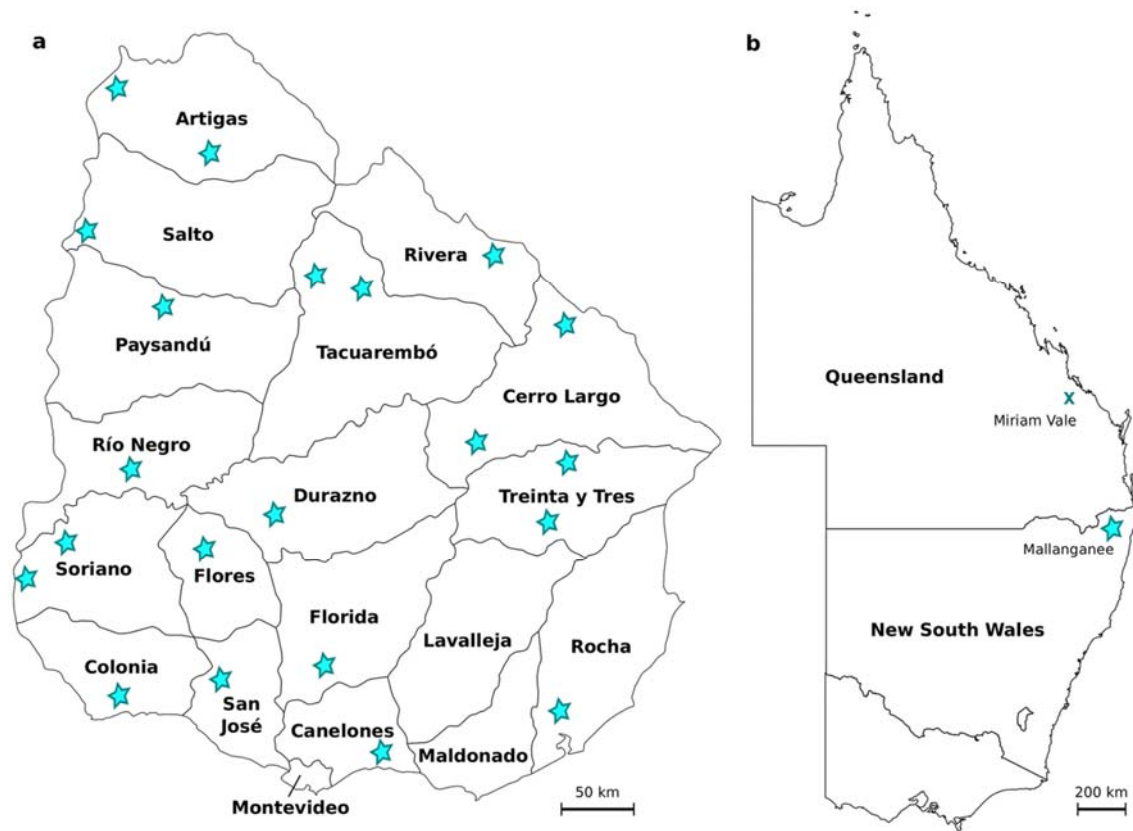 a
Artigas
Salto
Rivera
Paysandú
Tacuarembó
Cerro Largo
Río Negro
Durazno
Treinta y Tres
Soriano
Flores
Florida
Lavalleja
Rocha
Colonia
San
José
Canelones
Maldonado
Montevideo
50 km
b
Queensland
x
Miriam Vale
Mallanganee
New South Wales
200 km